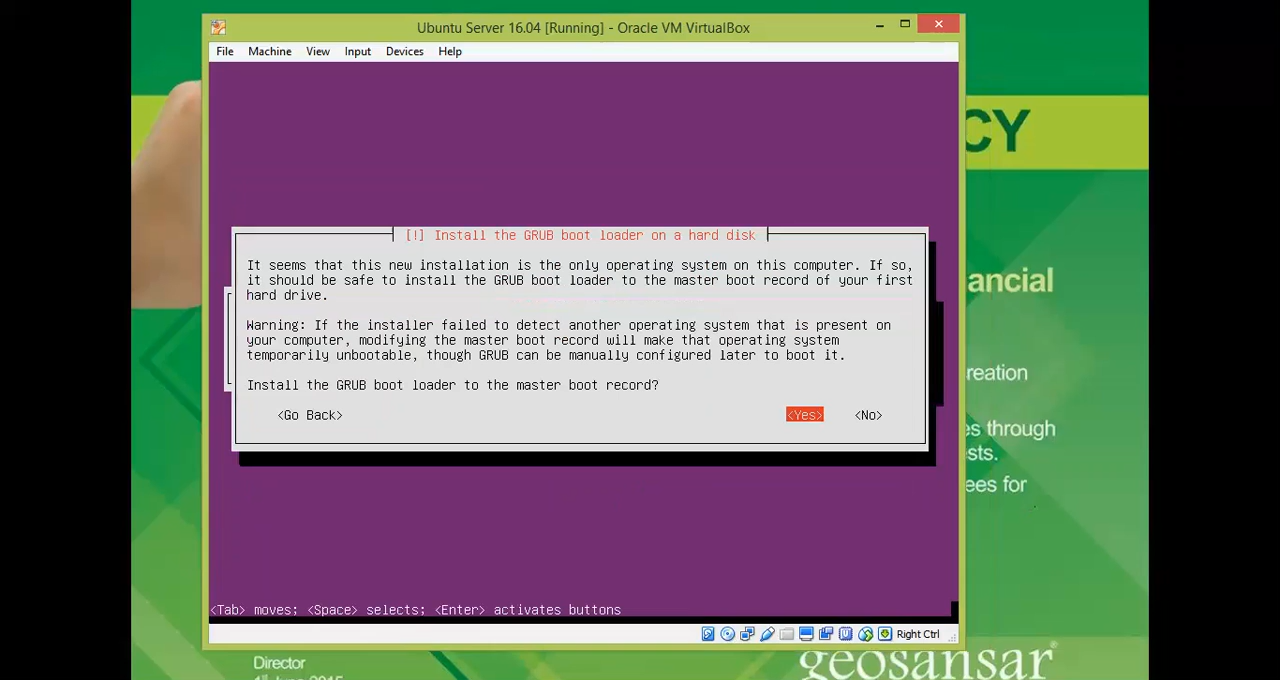 Ubuntu Server 16.04 [Running] - Oracle VM VirtualBox
File Machine View Input Devices Help
CY
[!] Install the GRUB boot loader on a hard disk
It seems that this new installation is the only operating system on this computer. If so,
it should be safe to install the GRUB boot loader to the master boot record of your first
hard drive.
Warning: If the installer failed to detect another operating system that is present on
your computer, modifying the master boot record will make that operating system
temporarily unbootable, though GRUB can be manually configured later to boot it.
Install the GRUB boot loader to the master boot record?
<Go Back> <Yes> <No>
ancial
reation
es through
sts.
ees for
<Tab> moves; <Space> selects; <Enter> activates buttons
Right Ctrl
Director
1st June 2015
geosansar®